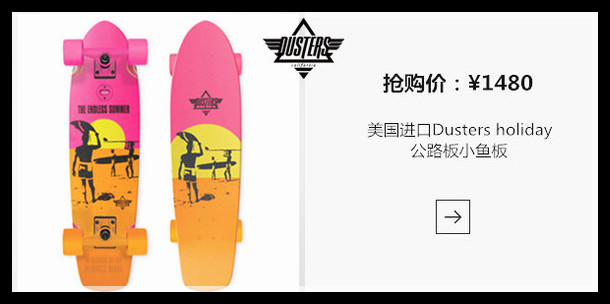 THE ENDLESS SUMMER
DUSTERS
DUSTERS
california
抢购价：¥1480
美国进口Dusters holiday
公路板小鱼板